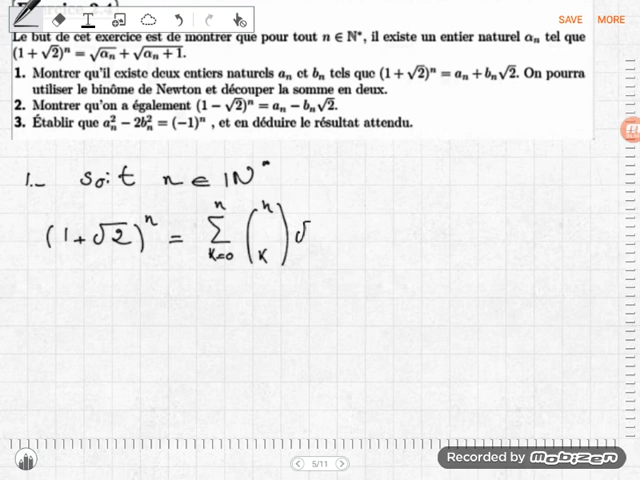 SAVE MORE
Le but de cet exercice est de montrer que pour tout n ∈ ℕ*, il existe un entier naturel αn tel que
(1 + √2)ⁿ = √αn + √αn + 1.
1. Montrer qu'il existe deux entiers naturels an et bn tels que (1 + √2)ⁿ = an + bn√2. On pourra
utiliser le binôme de Newton et découper la somme en deux.
2. Montrer qu'on a également (1 − √2)ⁿ = an − bn√2.
3. Établir que a²n − 2b²n = (−1)ⁿ, et en déduire le résultat attendu.
1.- Soit n ∈ ℕ*
(1+√2)ⁿ = Σ k=0 n (n k) √
5/11
Recorded by mobizen